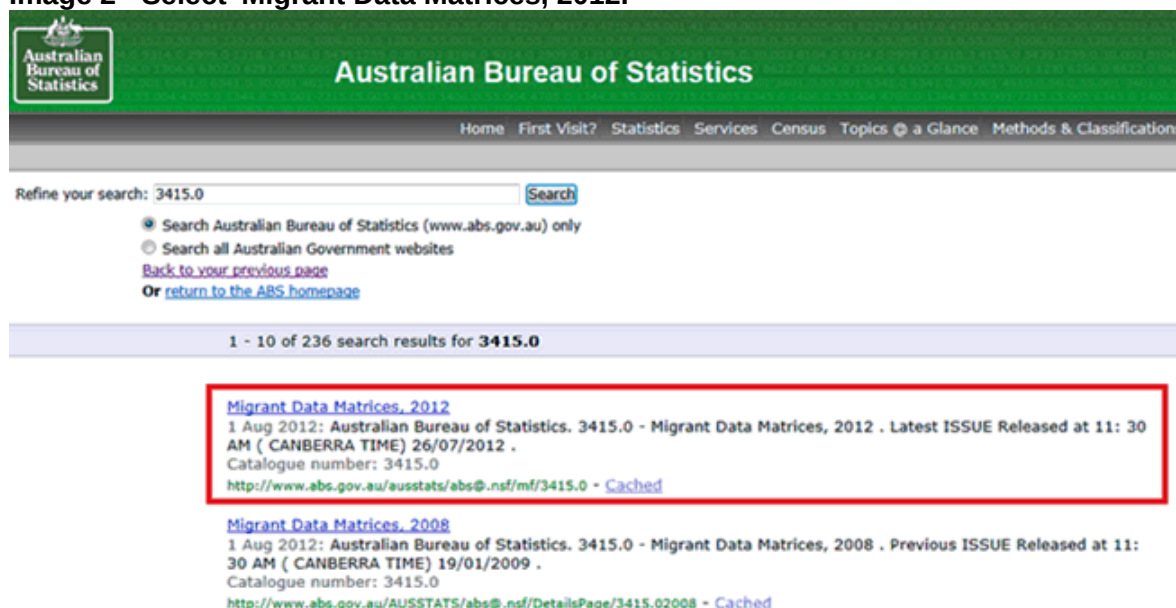 Image 2 - Select 'Migrant Data Matrices, 2012.
Australian
Bureau of
Statistics
Australian Bureau of Statistics
Home First Visit? Statistics Services Census Topics @ a Glance Methods & Classification
Refine your search: 3415.0 Search
Search Australian Bureau of Statistics (www.abs.gov.au) only
Search all Australian Government websites
Back to your previous page
Or return to the ABS homepage
1 - 10 of 236 search results for 3415.0
Migrant Data Matrices, 2012
1 Aug 2012: Australian Bureau of Statistics. 3415.0 - Migrant Data Matrices, 2012 . Latest ISSUE Released at 11: 30
AM ( CANBERRA TIME) 26/07/2012 .
Catalogue number: 3415.0
http://www.abs.gov.au/ausstats/abs@.nsf/mf/3415.0 - Cached
Migrant Data Matrices, 2008
1 Aug 2012: Australian Bureau of Statistics. 3415.0 - Migrant Data Matrices, 2008 . Previous ISSUE Released at 11:
30 AM ( CANBERRA TIME) 19/01/2009 .
Catalogue number: 3415.0
http://www.abs.gov.au/AUSSTATS/abs@.nsf/DetailsPage/3415.02008 - Cached